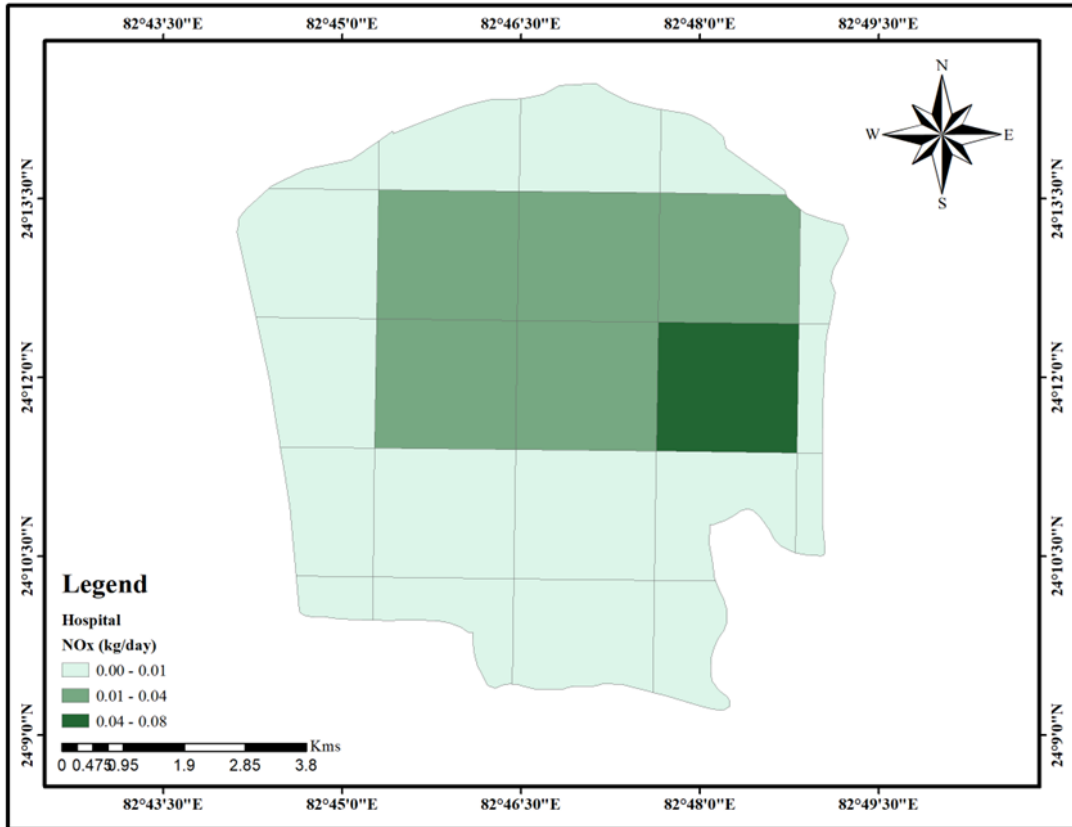 82°43'30"E 82°45'0"E 82°46'30"E 82°48'0"E 82°49'30"E
N
W E
S
24°13'30"N 24°13'30"N
24°12'0"N 24°12'0"N
24°10'30"N 24°10'30"N
24°9'0"N 24°9'0"N
Legend
Hospital
NOx (kg/day)
0.00 - 0.01
0.01 - 0.04
0.04 - 0.08
Kms
0 0.475 0.95 1.9 2.85 3.8
82°43'30"E 82°45'0"E 82°46'30"E 82°48'0"E 82°49'30"E